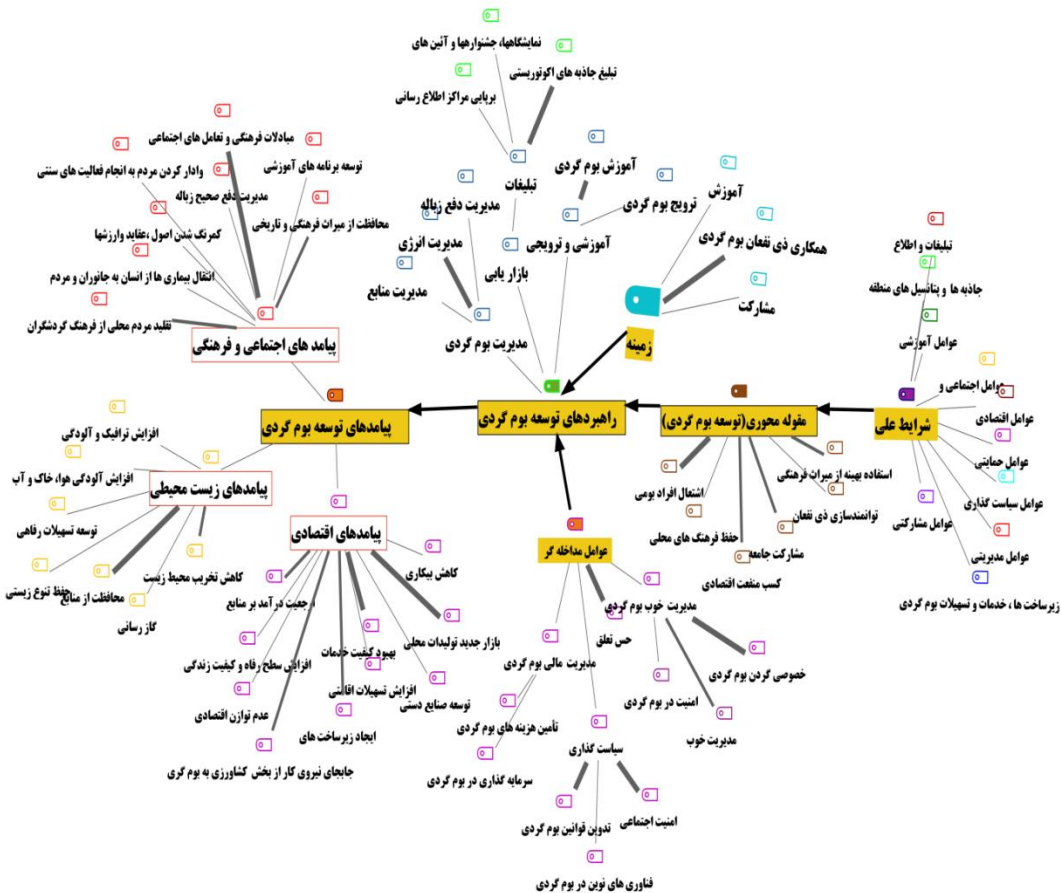 نمایشگاهها، جشنوارها و آئین های
تبلیغ جاذبه های اکوتوریستی
برپایی مراکز اطلاع رسانی
تبلیغات
آموزش بوم گردی
ترویج بوم گردی
آموزشی و ترویجی
بازار یابی
مدیریت دفع زباله
مدیریت انرژی
مدیریت منابع
مدیریت بوم گردی
آموزش
همکاری ذی نفعان بوم گردی
مشارکت
زمینه
مبادلات فرهنگی و تعامل های اجتماعی
توسعه برنامه های آموزشی
وادار کردن مردم به انجام فعالیت های سنتی
مدیریت دفع صحیح زباله
محافظت از میراث فرهنگی و تاریخی
کمرنگ شدن اصول ،عقاید وارزشها
انتقال بیماری ها از انسان به جانوران و مردم
تقلید مردم محلی از فرهنگ گردشگران
پیامد های اجتماعی و فرهنگی
تبلیغات و اطلاع
جاذبه ها و پتانسیل های منطقه
عوامل آموزشی
عوامل اجتماعی و
عوامل اقتصادی
شرایط علی
عوامل حمایتی
عوامل سیاست گذاری
عوامل مشارکتی
عوامل مدیریتی
زیرساخت ها ، خدمات و تسهیلات بوم گردی
مقوله محوری(توسعه بوم گردی)
راهبردهای توسعه بوم گردی
پیامدهای توسعه بوم گردی
استفاده بهینه از میراث فرهنگی
اشتغال افراد بومی
توانمندسازی ذی نفعان
حفظ فرهنگ های محلی
مشارکت جامعه
کسب منفعت اقتصادی
افزایش ترافیک و آلودگی
افزایش آلودگی هوا، خاک و آب
پیامدهای زیست محیطی
توسعه تسهیلات رفاهی
کاهش تخریب محیط زیست
حفظ تنوع زیستی
محافظت از منابع
گاز رسانی
پیامدهای اقتصادی
کاهش بیکاری
ارجعیت درآمد بر منابع
بازار جدید تولیدات محلی
بهبود کیفیت خدمات
افزایش سطح رفاه و کیفیت زندگی
افزایش تسهیلات اقامتی
توسعه صنایع دستی
عدم توازن اقتصادی
ایجاد زیرساخت های
جابجای نیروی کار از بخش کشاورزی به بوم گری
عوامل مداخله گر
مدیریت خوب بوم گردی
حس تعلق
مدیریت مالی بوم گردی
خصوصی گردن بوم گردی
امنیت در بوم گردی
مدیریت خوب
تأمین هزینه های بوم گردی
سرمایه گذاری در بوم گردی
سیاست گذاری
امنیت اجتماعی
تدوین قوانین بوم گردی
فناوری های نوین در بوم گردی